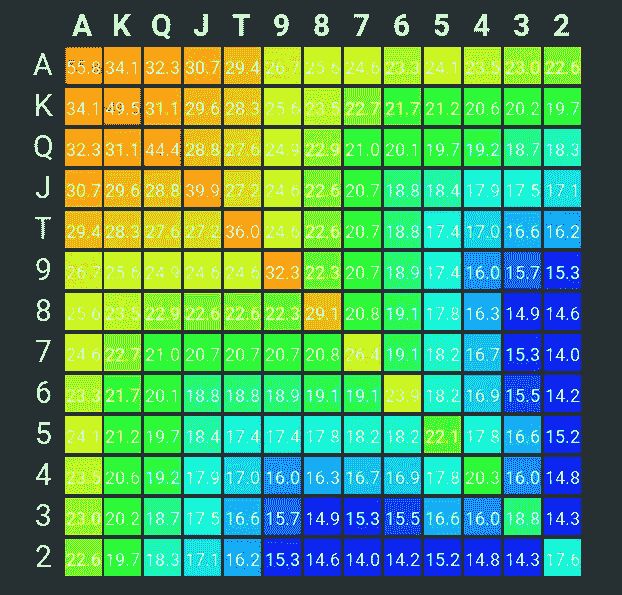 A K Q J T 9 8 7 6 5 4 3 2
A 55.8 34.1 32.3 30.7 29.4 26.7 25.6 24.6 23.3 24.1 23.5 23.0 22.6
K 34.1 49.5 31.1 29.6 28.3 25.6 23.5 22.7 21.7 21.2 20.6 20.2 19.7
Q 32.3 31.1 44.4 28.8 27.6 24.9 22.9 21.0 20.1 19.7 19.2 18.7 18.3
J 30.7 29.6 28.8 39.9 27.2 24.6 22.6 20.7 18.8 18.4 17.9 17.5 17.1
T 29.4 28.3 27.6 27.2 36.0 24.6 22.6 20.7 18.8 17.4 17.0 16.6 16.2
9 26.7 25.6 24.9 24.6 24.6 32.3 22.3 20.7 18.9 17.4 16.0 15.7 15.3
8 25.6 23.5 22.9 22.6 22.6 22.3 29.1 20.8 19.1 17.8 16.3 14.9 14.6
7 24.6 22.7 21.0 20.7 20.7 20.7 20.8 26.4 19.1 18.2 16.7 15.3 14.0
6 23.3 21.7 20.1 18.8 18.8 18.9 19.1 19.1 23.9 18.2 16.9 15.5 14.2
5 24.1 21.2 19.7 18.4 17.4 17.4 17.8 18.2 18.2 22.1 17.8 16.6 15.2
4 23.5 20.6 19.2 17.9 17.0 16.0 16.3 16.7 16.9 17.8 20.3 16.0 14.8
3 23.0 20.2 18.7 17.5 16.6 15.7 14.9 15.3 15.5 16.6 16.0 18.8 14.3
2 22.6 19.7 18.3 17.1 16.2 15.3 14.6 14.0 14.2 15.2 14.8 14.3 17.6